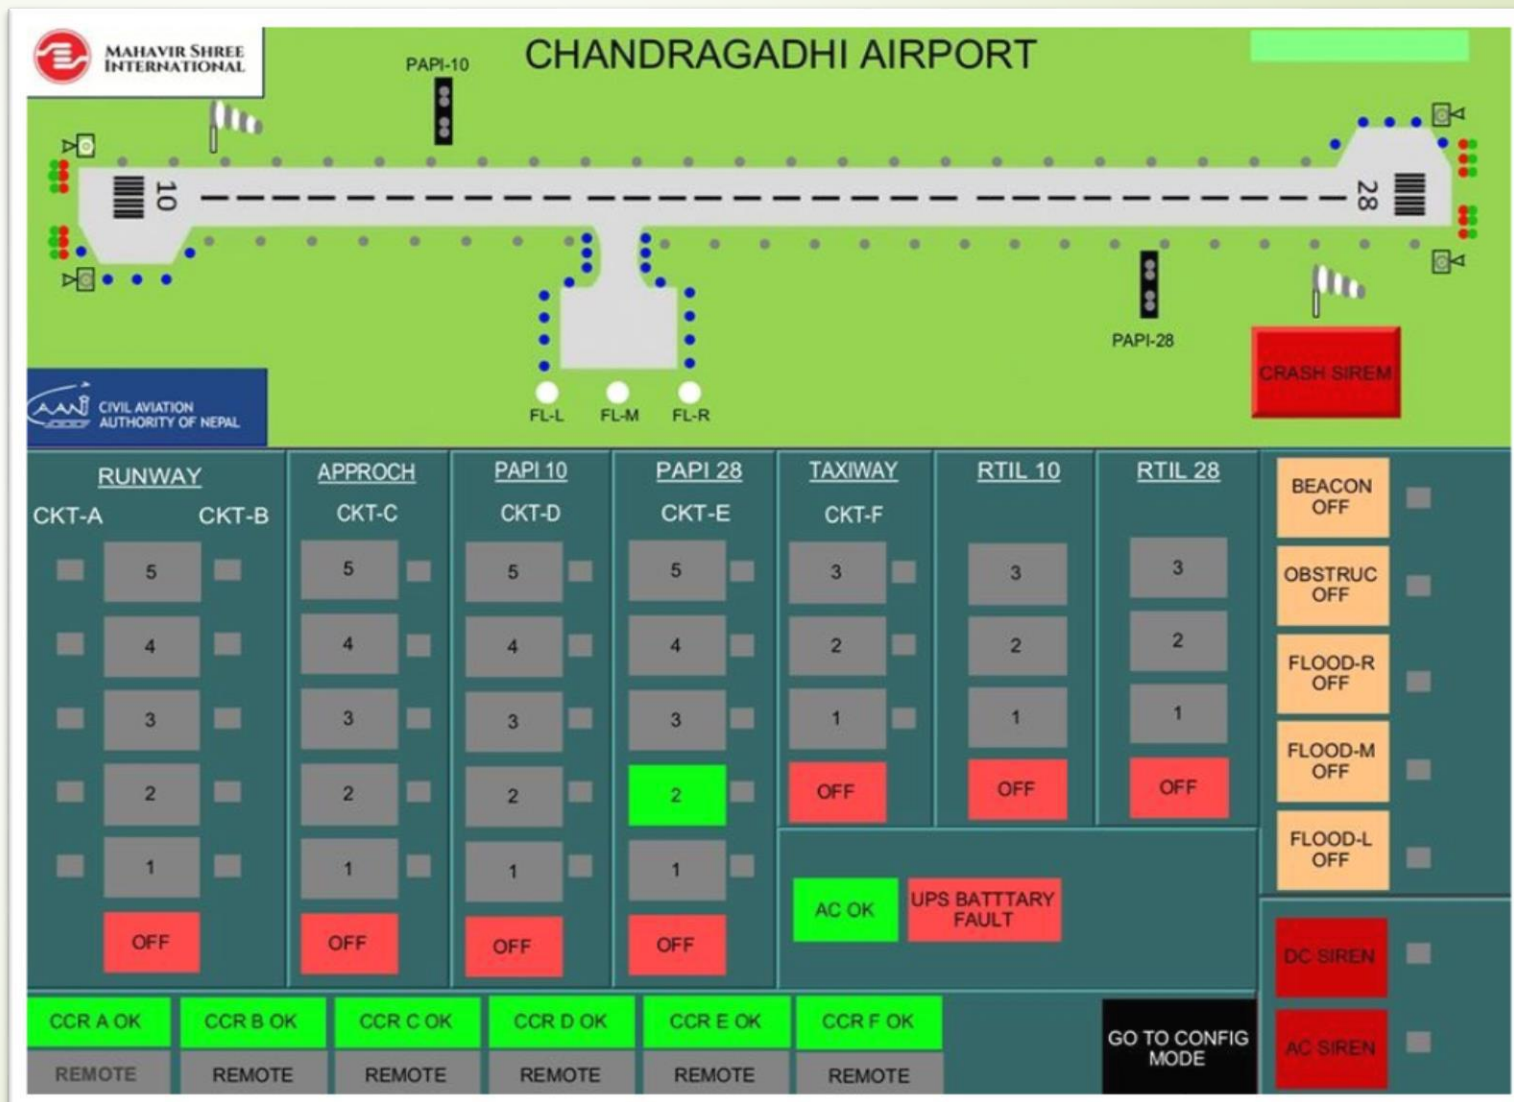 MAHAVIR SHREE
INTERNATIONAL
CHANDRAGADHI AIRPORT
PAPI-10
10
28
PAPI-28
CRASH SIREM
CIVIL AVIATION
AUTHORITY OF NEPAL
FL-L
FL-M
FL-R
RUNWAY
CKT-A
CKT-B
5
4
3
2
1
OFF
APPROCH
CKT-C
5
4
3
2
1
OFF
PAPI 10
CKT-D
5
4
3
2
1
OFF
PAPI 28
CKT-E
5
4
3
2
1
OFF
TAXIWAY
CKT-F
3
2
1
OFF
RTIL 10
3
2
1
OFF
RTIL 28
3
2
1
OFF
AC OK
UPS BATTTARY
FAULT
BEACON
OFF
OBSTRUC
OFF
FLOOD-R
OFF
FLOOD-M
OFF
FLOOD-L
OFF
DC SIREN
AC SIREN
CCR A OK
CCR B OK
CCR C OK
CCR D OK
CCR E OK
CCR F OK
REMOTE
REMOTE
REMOTE
REMOTE
REMOTE
REMOTE
GO TO CONFIG
MODE